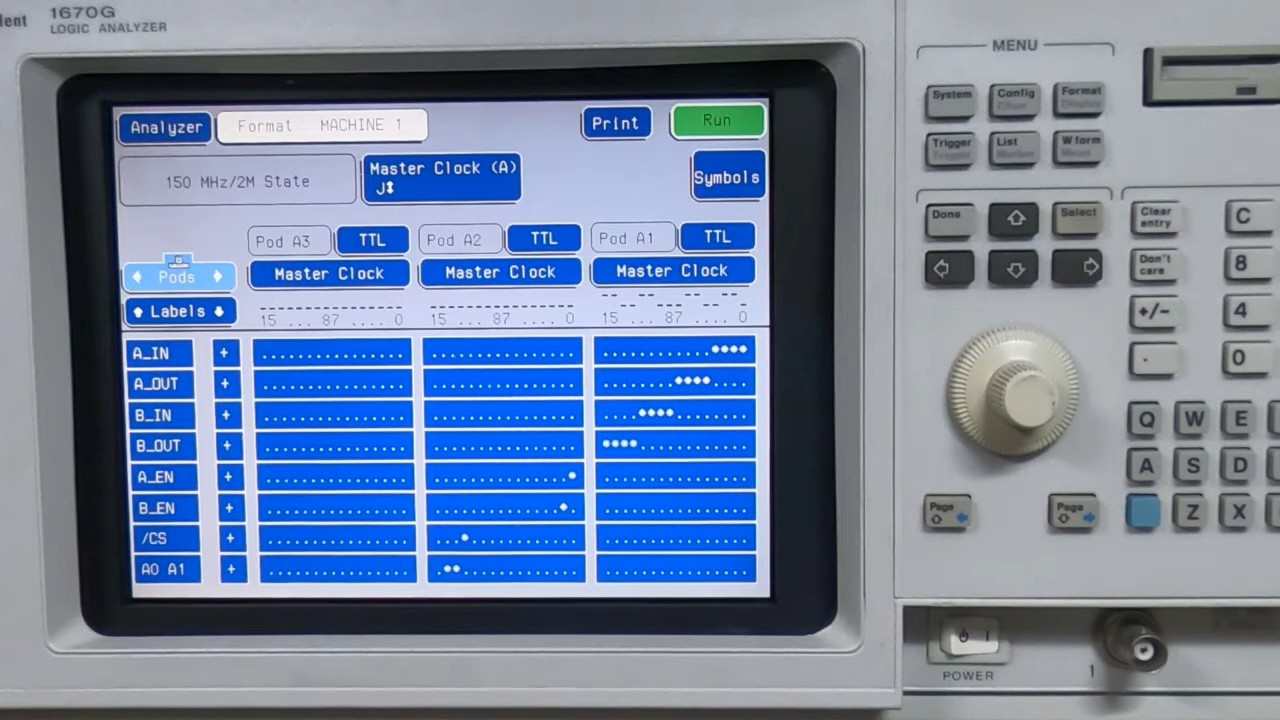 1670G
LOGIC ANALYZER
Analyzer
Format MACHINE 1
Print
Run
150 MHz/2M State
Master Clock (A)
J↕
Symbols
Pod A3 TTL Pod A2 TTL Pod A1 TTL
Pods
Master Clock Master Clock Master Clock
Labels
15 ... 87 .... 0 15 ... 87 .... 0 15 ... 87 .... 0
A_IN +
A_OUT +
B_IN +
B_OUT +
A_EN +
B_EN +
/CS +
A0 A1 +
MENU
System Config Format
Trigger List W form
Done Select
Clear entry
Don't care
+/-
.
C
8
4
0
Q W E
A S D
Z X
Page Page
POWER
1